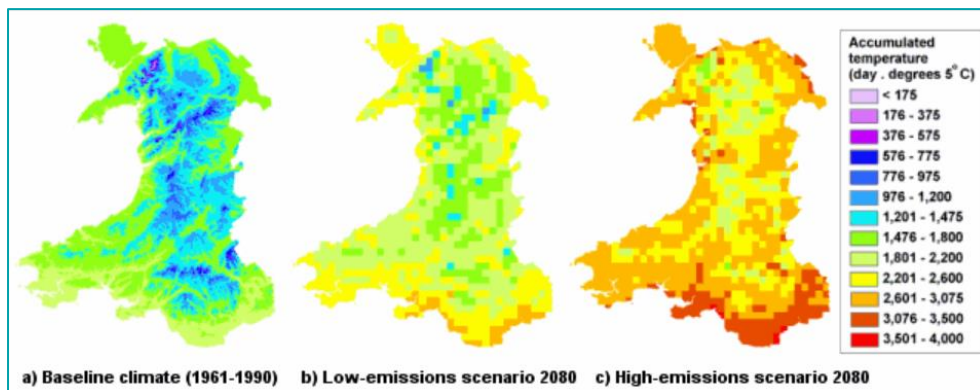 Accumulated
temperature
(day . degrees 5°C)
< 175
176 - 375
376 - 575
576 - 775
776 - 975
976 - 1,200
1,201 - 1,475
1,476 - 1,800
1,801 - 2,200
2,201 - 2,600
2,601 - 3,075
3,076 - 3,500
3,501 - 4,000
a) Baseline climate (1961-1990)
b) Low-emissions scenario 2080
c) High-emissions scenario 2080